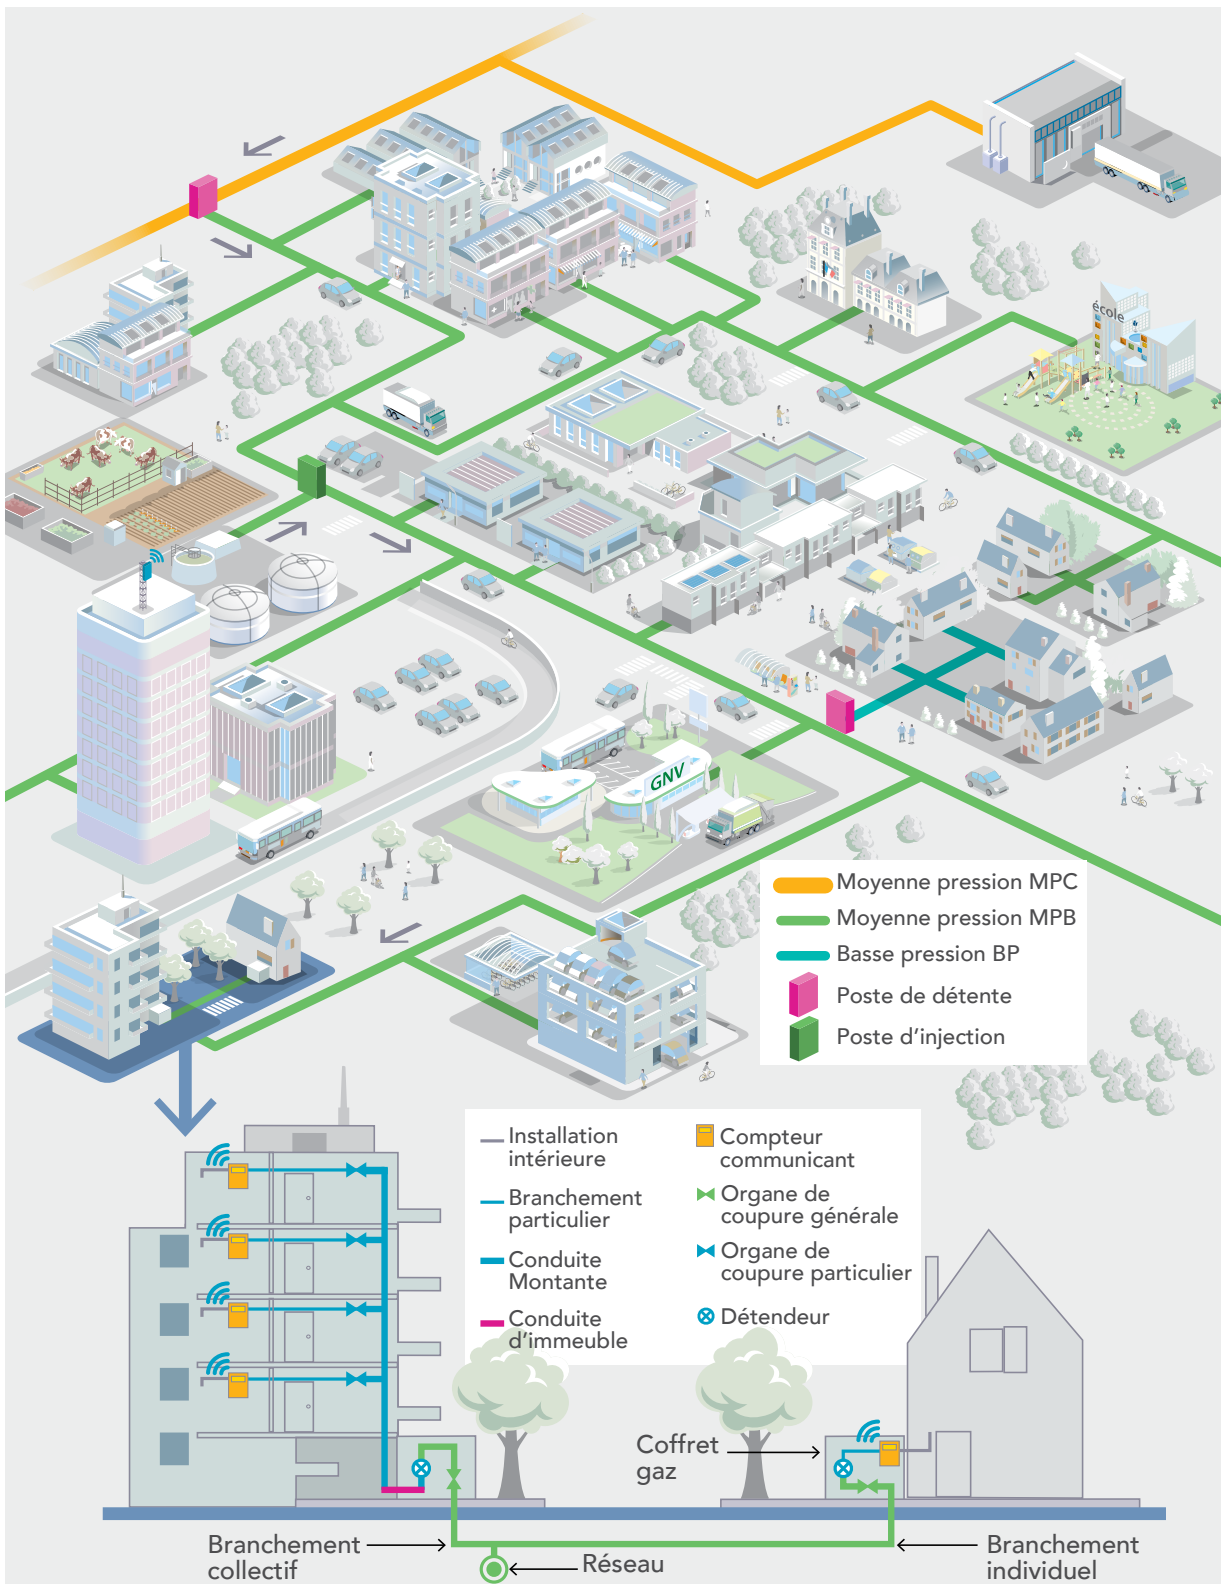 école
GNV
Moyenne pression MPC
Moyenne pression MPB
Basse pression BP
Poste de détente
Poste d'injection
Installation
intérieure
Branchement
particulier
Conduite
Montante
Conduite
d'immeuble
Compteur
communicant
Organe de
coupure générale
Organe de
coupure particulier
Détendeur
Coffret
gaz
Branchement
collectif
Réseau
Branchement
individuel